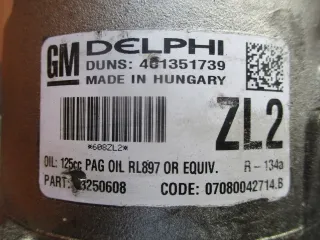 GM DELPHI
DUNS: 401351739
MADE IN HUNGARY
ZL2
*608ZL2*
OIL: 125cc PAG OIL RL897 OR EQUIV. R-134a
PART: 13250608 CODE: 07080042714.B